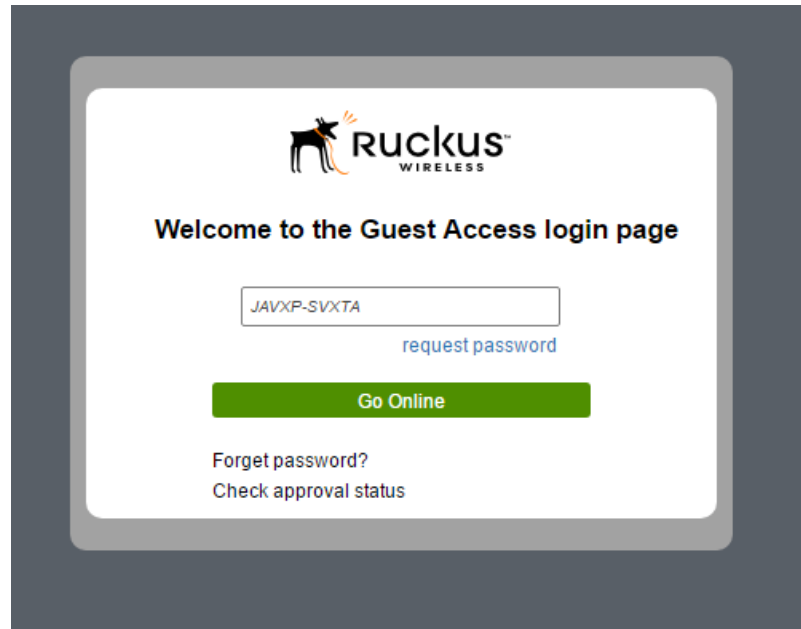 RUCKUS™
WIRELESS
Welcome to the Guest Access login page
JAVXP-SVXTA
request password
Go Online
Forget password?
Check approval status